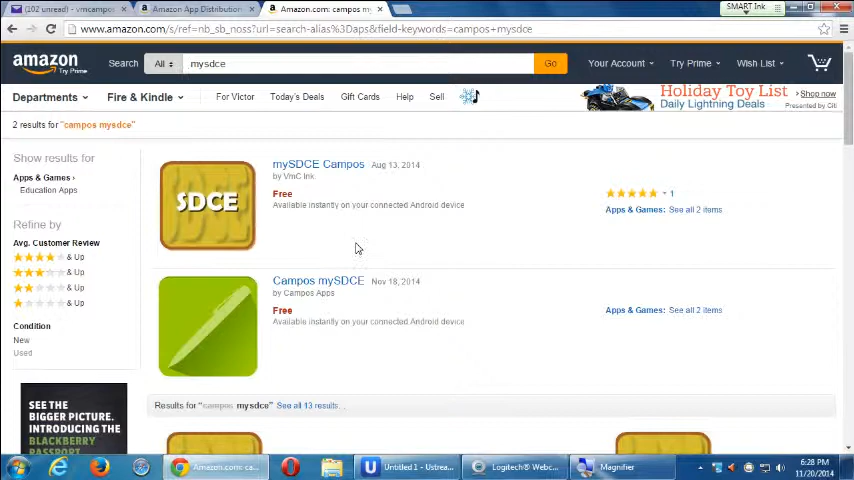 (102 unread) - vmcampos
Amazon App Distribution
Amazon.com: campos my
SMART Ink
www.amazon.com/s/ref=nb_sb_noss?url=search-alias%3Daps&field-keywords=campos+mysdce
amazon
Try Prime
Search All mysdce Go
Your Account Try Prime Wish List
Departments Fire & Kindle For Victor Today's Deals Gift Cards Help Sell
Holiday Toy List
Daily Lightning Deals
Shop now
Presented by Citi
2 results for "campos mysdce"
Show results for
Apps & Games ›
Education Apps
Refine by
Avg. Customer Review
& Up
& Up
& Up
& Up
Condition
New
Used
SEE THE
BIGGER PICTURE.
INTRODUCING THE
BLACKBERRY
PASSPORT
SDCE
mySDCE Campos Aug 13, 2014
by VmC Ink
Free
Available instantly on your connected Android device
1
Apps & Games: See all 2 items
Campos mySDCE Nov 18, 2014
by Campos Apps
Free
Available instantly on your connected Android device
Apps & Games: See all 2 items
Results for "campos mysdce" See all 13 results...
Amazon.com: ca...
Untitled 1 - Ustrea...
Logitech® Webc...
Magnifier
6:28 PM
11/20/2014